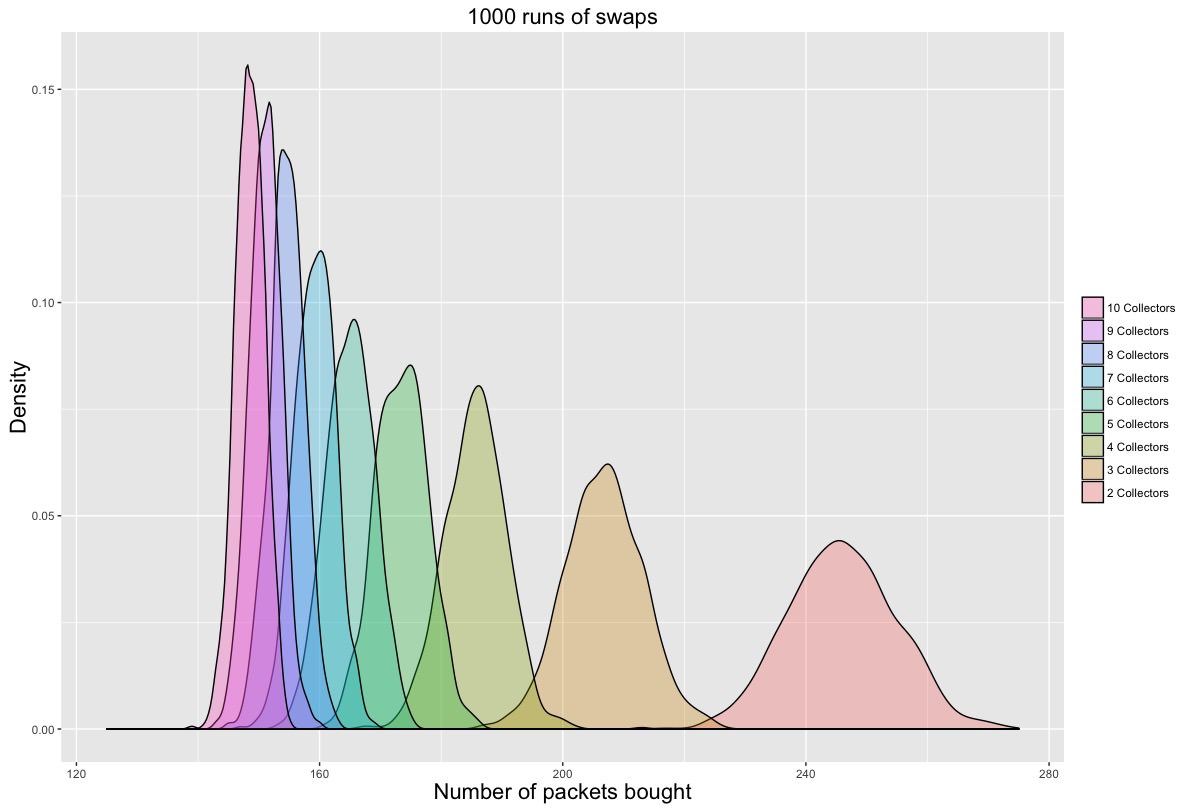 1000 runs of swaps
Density
0.15
0.10
0.05
0.00
120 160 200 240 280
Number of packets bought
10 Collectors
9 Collectors
8 Collectors
7 Collectors
6 Collectors
5 Collectors
4 Collectors
3 Collectors
2 Collectors